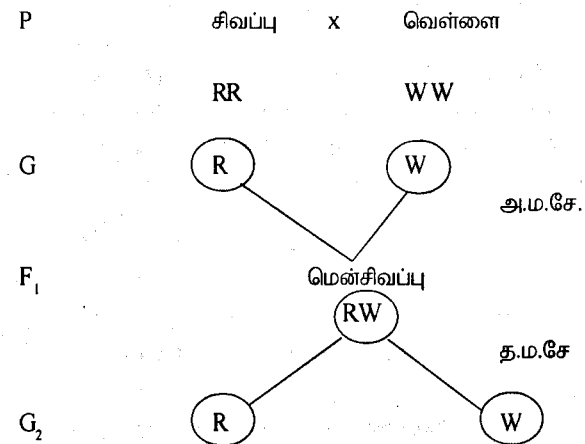 P சிவப்பு x வெள்ளை
RR WW
G R W
அ.ம.சே.
F₁ மென்சிவப்பு
RW
த.ம.சே
G₂ R W